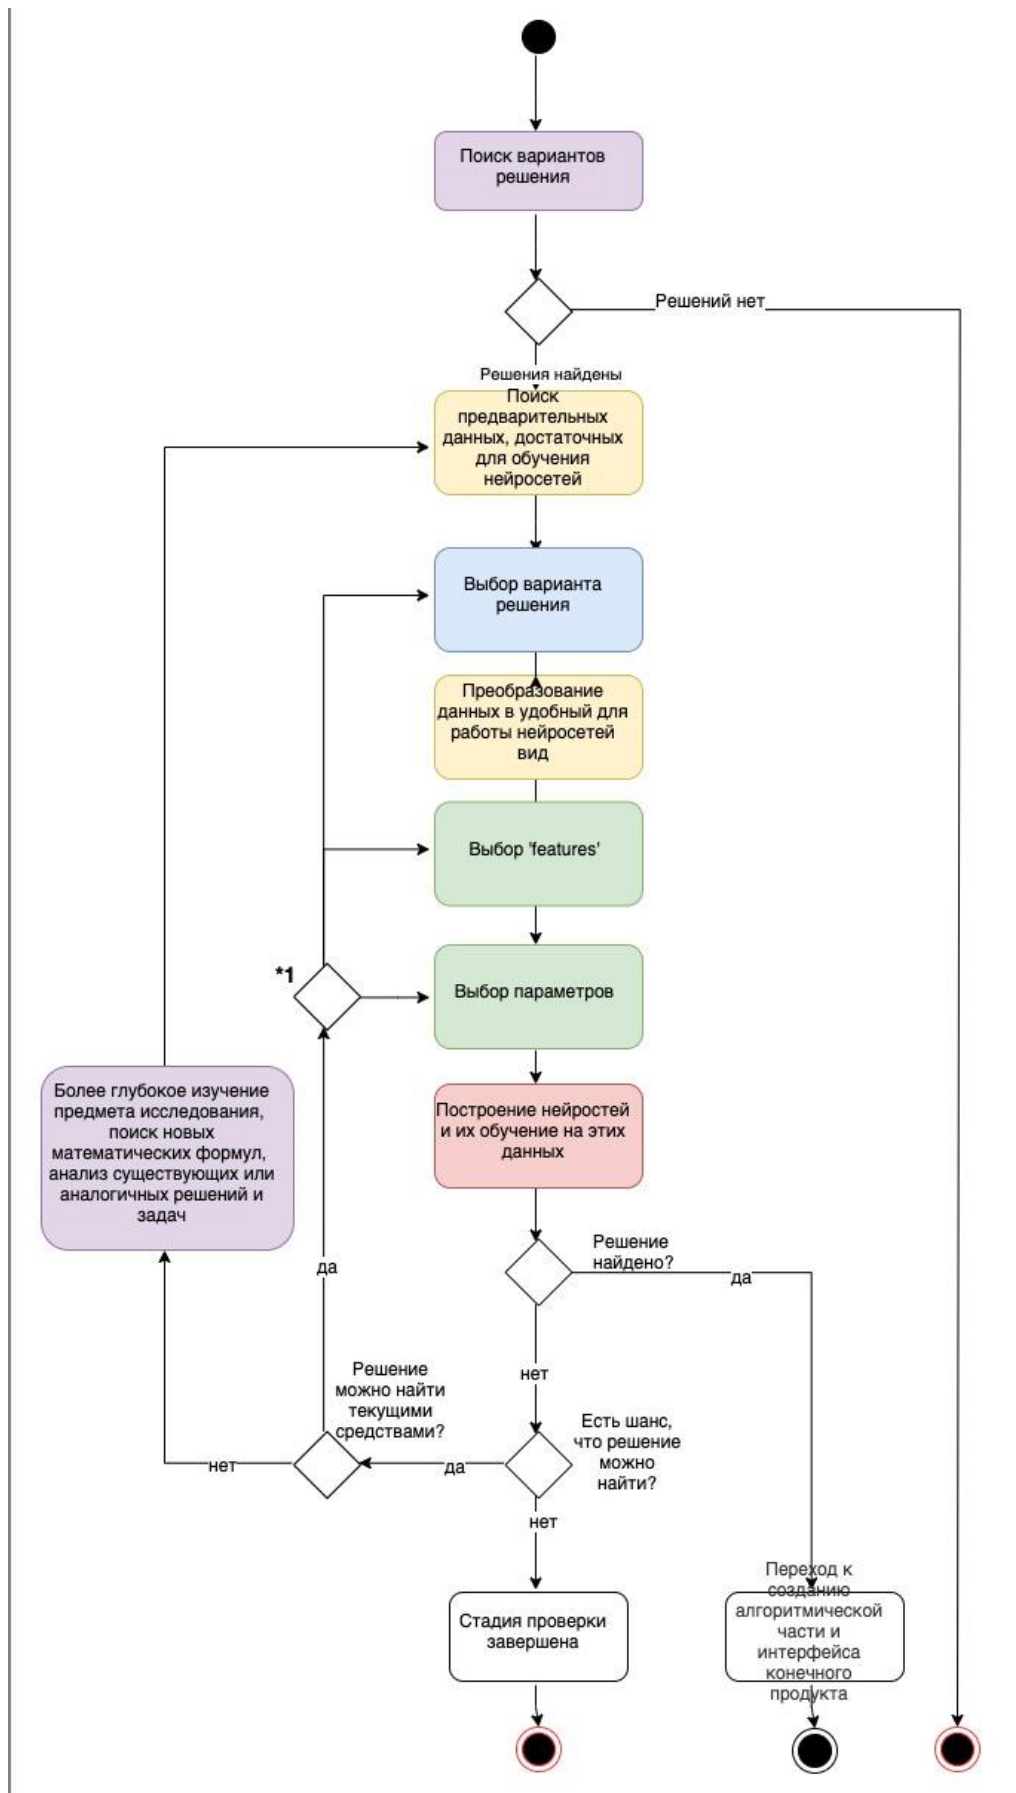 Поиск вариантов
решения
Решений нет
Решения найдены
Поиск
предварительных
данных, достаточных
для обучения
нейросетей
Выбор варианта
решения
Преобразование
данных в удобный для
работы нейросетей
вид
Выбор 'features'
*1
Выбор параметров
Более глубокое изучение
предмета исследования,
поиск новых
математических формул,
анализ существующих или
аналогичных решений и
задач
Построение нейростей
и их обучение на этих
данных
Решение
найдено?
да
да
нет
Решение
можно найти
текущими
средствами?
Есть шанс,
что решение
можно
найти?
нет
да
нет
Стадия проверки
завершена
Переход к
созданию
алгоритмической
части и
интерфейса
конечного
продукта